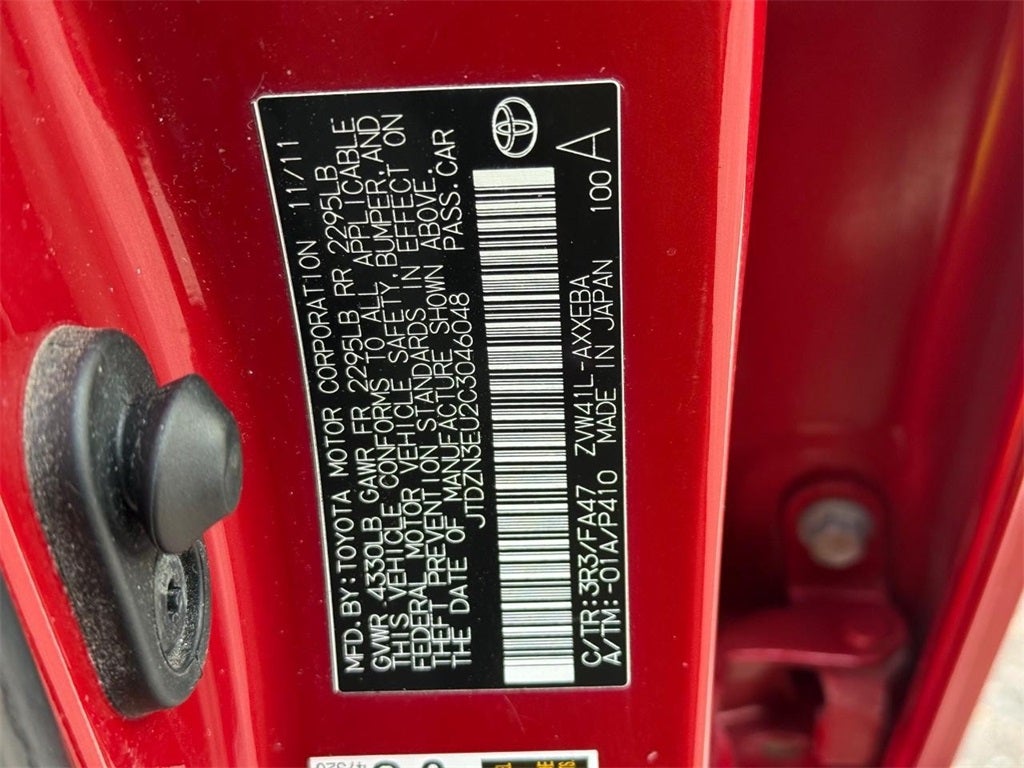 MFD.BY:TOYOTA MOTOR CORPORATION 11/11
GVWR 4330LB GAWR FR 2295LB RR 2295LB
THIS VEHICLE CONFORMS TO ALL APPLICABLE
FEDERAL MOTOR VEHICLE SAFETY,BUMPER,AND
THEFT PREVENTION STANDARDS IN EFFECT ON
THE DATE OF MANUFACTURE SHOWN ABOVE.
JTDZN3EU2C3046048 PASS.CAR
C/TR:3R3/FA47 ZVW41L-AXXEBA 100 A
A/TM:-01A/P410 MADE IN JAPAN